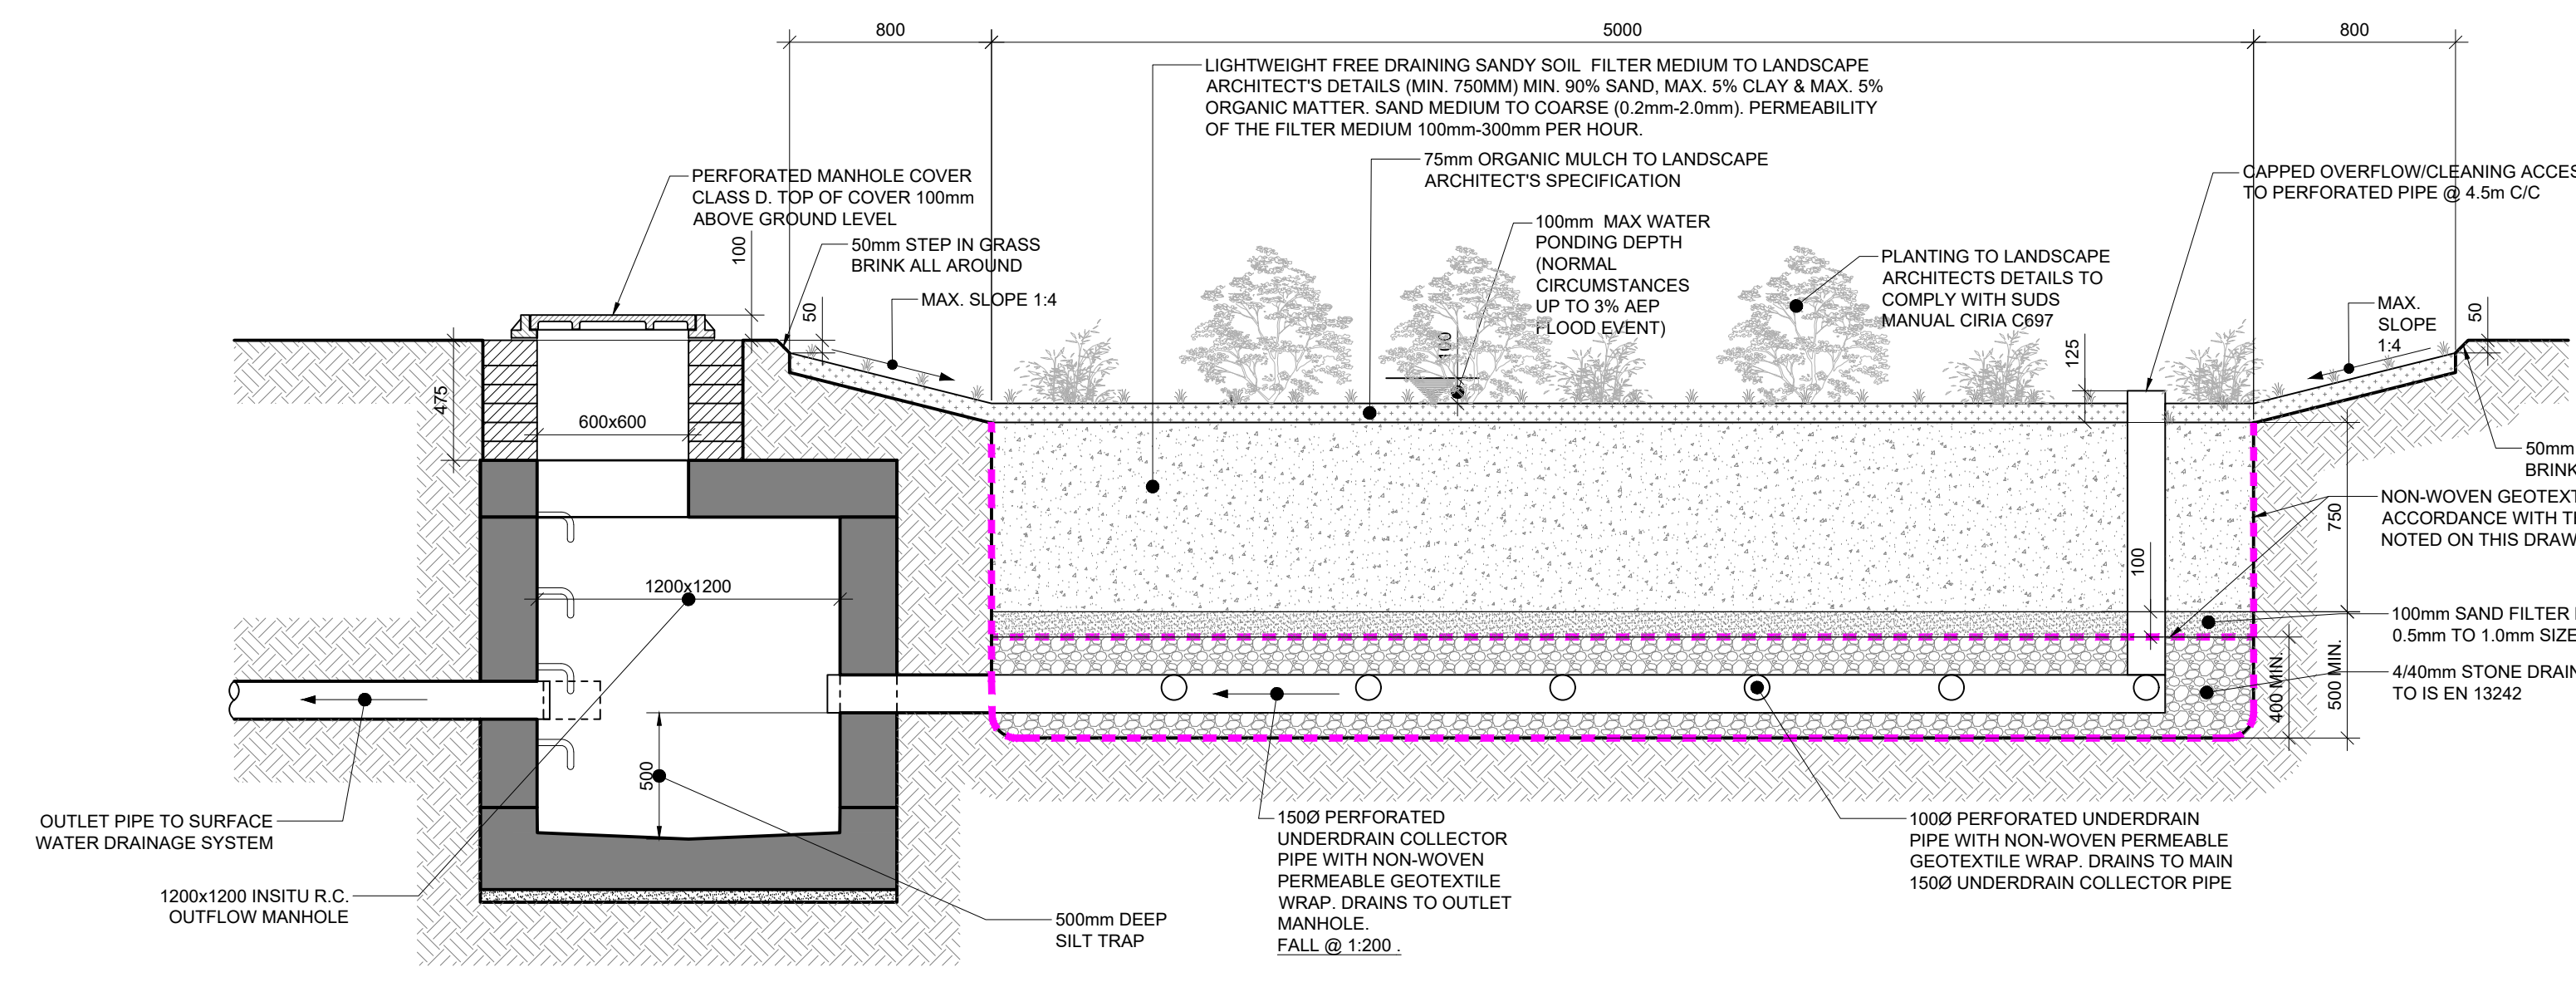 800
5000
800
LIGHTWEIGHT FREE DRAINING SANDY SOIL FILTER MEDIUM TO LANDSCAPE
ARCHITECT'S DETAILS (MIN. 750MM) MIN. 90% SAND, MAX. 5% CLAY & MAX. 5%
ORGANIC MATTER. SAND MEDIUM TO COARSE (0.2mm-2.0mm). PERMEABILITY
OF THE FILTER MEDIUM 100mm-300mm PER HOUR.
75mm ORGANIC MULCH TO LANDSCAPE
ARCHITECT'S SPECIFICATION
PERFORATED MANHOLE COVER
CLASS D. TOP OF COVER 100mm
ABOVE GROUND LEVEL
100
50mm STEP IN GRASS
BRINK ALL AROUND
50
MAX. SLOPE 1:4
100mm MAX WATER
PONDING DEPTH
(NORMAL
CIRCUMSTANCES
UP TO 3% AEP
FLOOD EVENT)
100
PLANTING TO LANDSCAPE
ARCHITECTS DETAILS TO
COMPLY WITH SUDS
MANUAL CIRIA C697
CAPPED OVERFLOW/CLEANING ACCES
TO PERFORATED PIPE @ 4.5m C/C
125
MAX.
SLOPE
1:4
50
475
600x600
50mm
BRINK
NON-WOVEN GEOTEXT
ACCORDANCE WITH T
NOTED ON THIS DRAW
750
100
1200x1200
100mm SAND FILTER
0.5mm TO 1.0mm SIZE
400 MIN.
500 MIN.
4/40mm STONE DRAIN
TO IS EN 13242
500
OUTLET PIPE TO SURFACE
WATER DRAINAGE SYSTEM
1200x1200 INSITU R.C.
OUTFLOW MANHOLE
500mm DEEP
SILT TRAP
150Ø PERFORATED
UNDERDRAIN COLLECTOR
PIPE WITH NON-WOVEN
PERMEABLE GEOTEXTILE
WRAP. DRAINS TO OUTLET
MANHOLE.
FALL @ 1:200 .
100Ø PERFORATED UNDERDRAIN
PIPE WITH NON-WOVEN PERMEABLE
GEOTEXTILE WRAP. DRAINS TO MAIN
150Ø UNDERDRAIN COLLECTOR PIPE